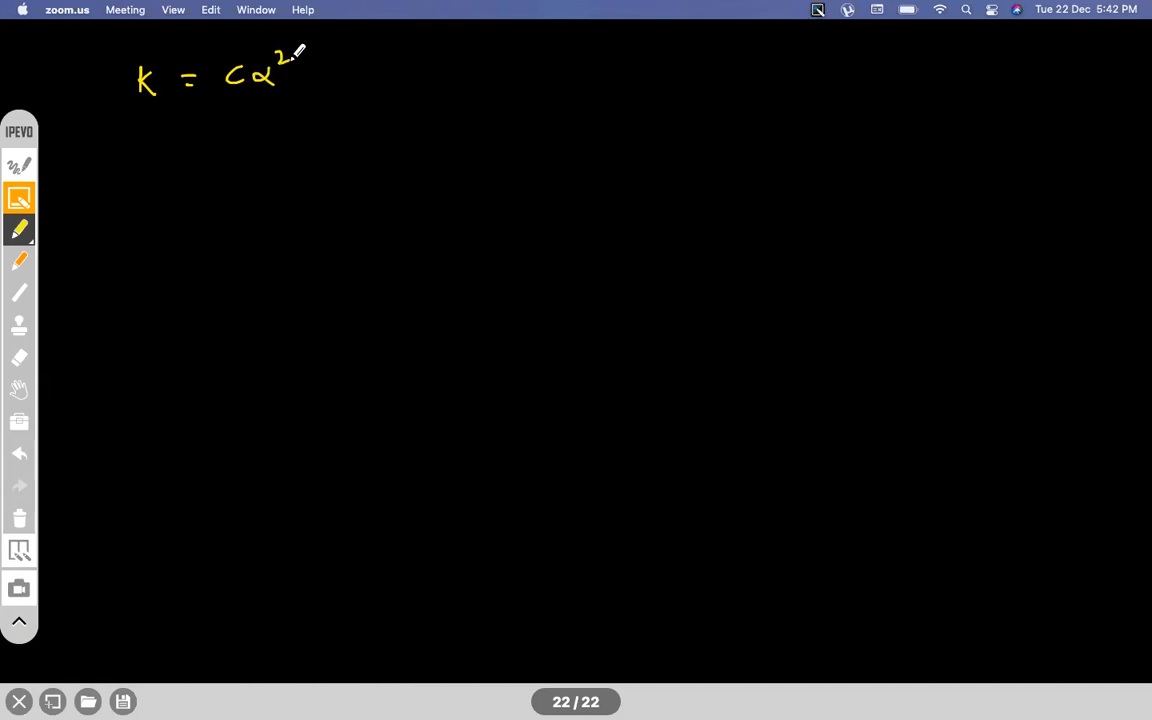 zoom.us Meeting View Edit Window Help Tue 22 Dec 5:42 PM
K = Cα²
IPEVO
22 / 22